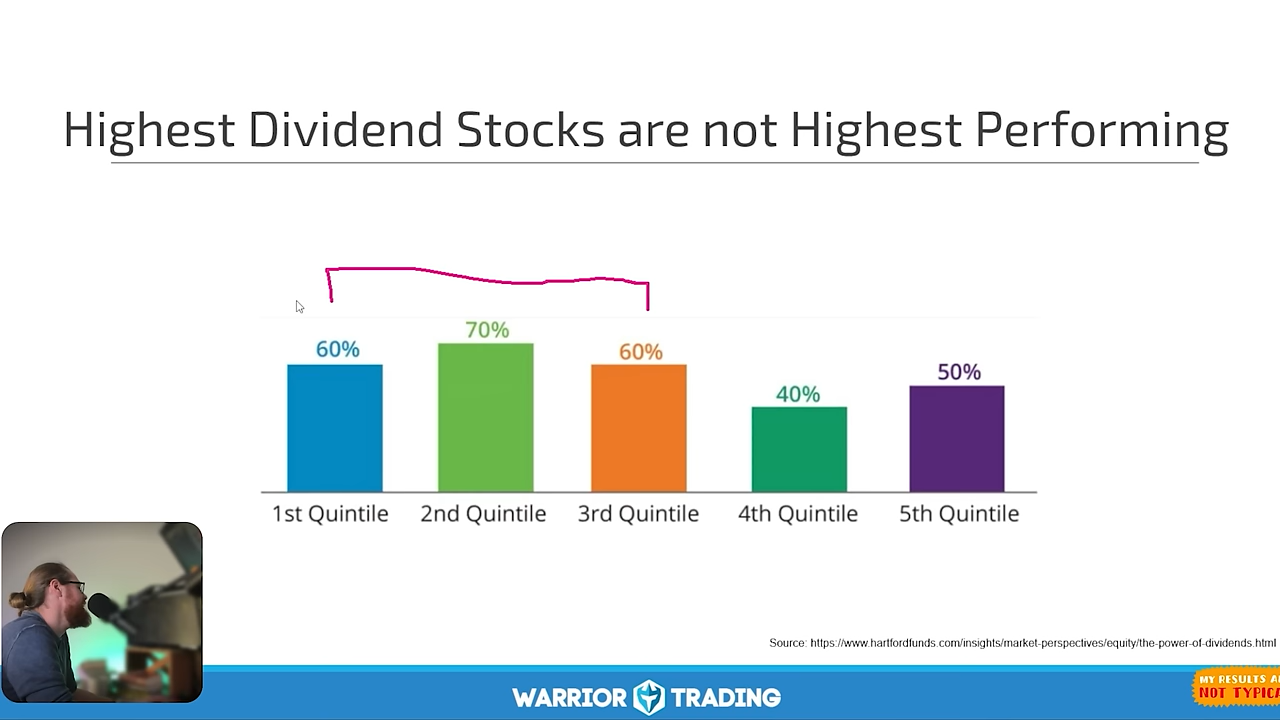 Highest Dividend Stocks are not Highest Performing
60%
70%
60%
40%
50%
1st Quintile
2nd Quintile
3rd Quintile
4th Quintile
5th Quintile
Source: https://www.hartfordfunds.com/insights/market-perspectives/equity/the-power-of-dividends.html
WARRIOR TRADING
MY RESULTS A
NOT TYPICA